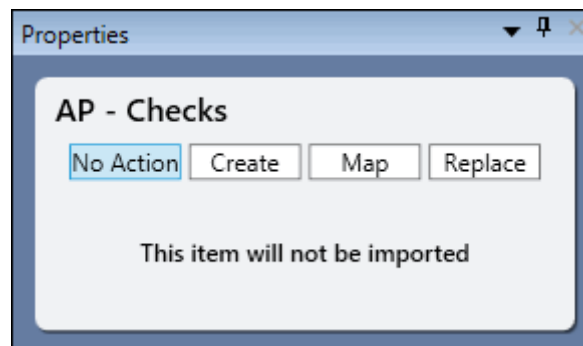 Properties
AP - Checks
No Action Create Map Replace
This item will not be imported